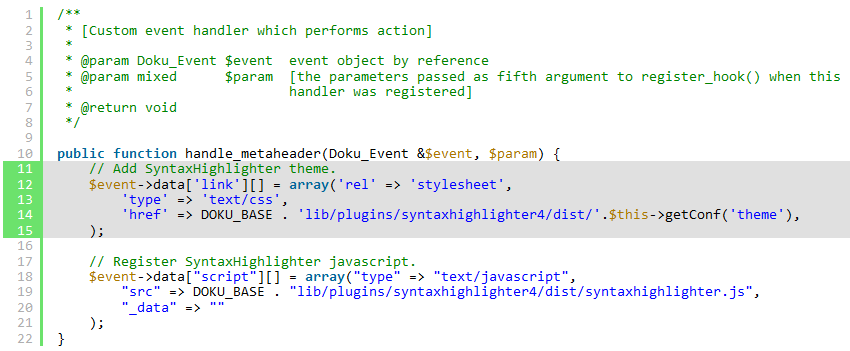 1 /**
2  * [Custom event handler which performs action]
3  *
4  * @param Doku_Event $event  event object by reference
5  * @param mixed      $param  [the parameters passed as fifth argument to register_hook() when this
6  *                           handler was registered]
7  * @return void
8  */
9
10 public function handle_metaheader(Doku_Event &$event, $param) {
11     // Add SyntaxHighlighter theme.
12     $event->data['link'][] = array('rel' => 'stylesheet',
13         'type' => 'text/css',
14         'href' => DOKU_BASE . 'lib/plugins/syntaxhighlighter4/dist/'.$this->getConf('theme'),
15     );
16
17     // Register SyntaxHighlighter javascript.
18     $event->data["script"][] = array("type" => "text/javascript",
19         "src" => DOKU_BASE . "lib/plugins/syntaxhighlighter4/dist/syntaxhighlighter.js",
20         "_data" => ""
21     );
22 }